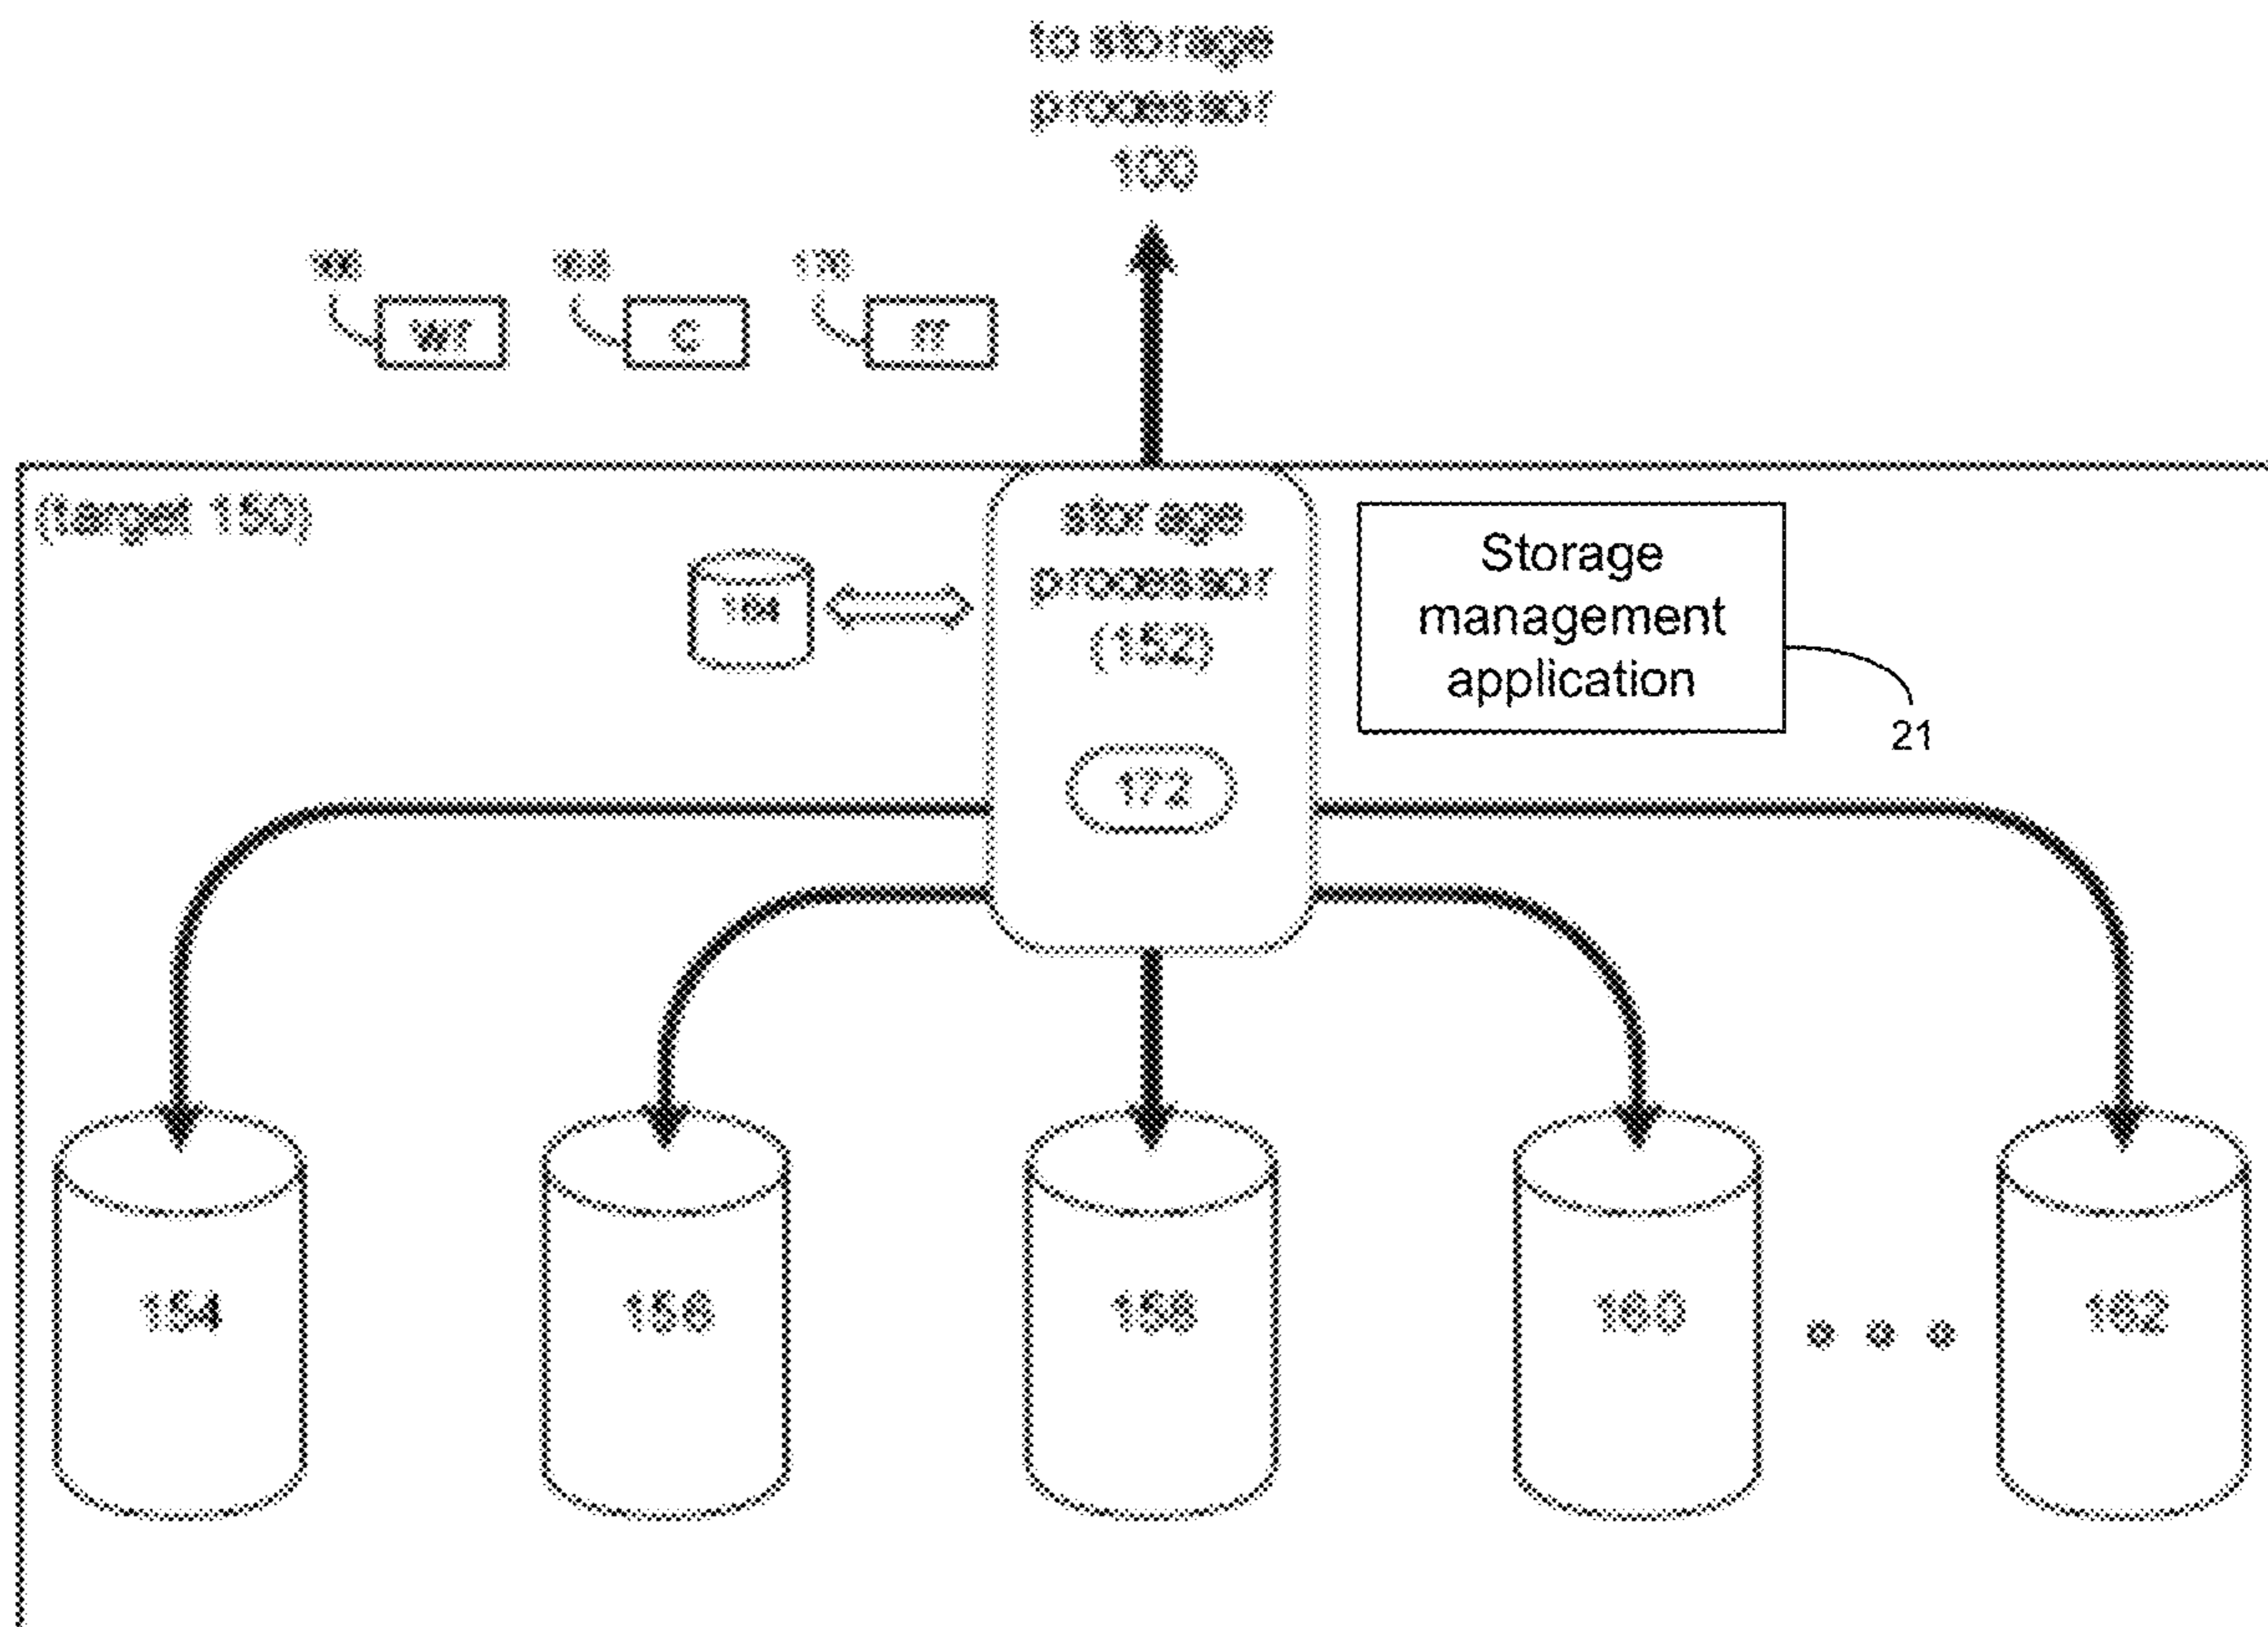 to storage
processor
100
C
(target 150)
storage
processor
(152)
172
Storage
management
application
21
154
156
158
160
162